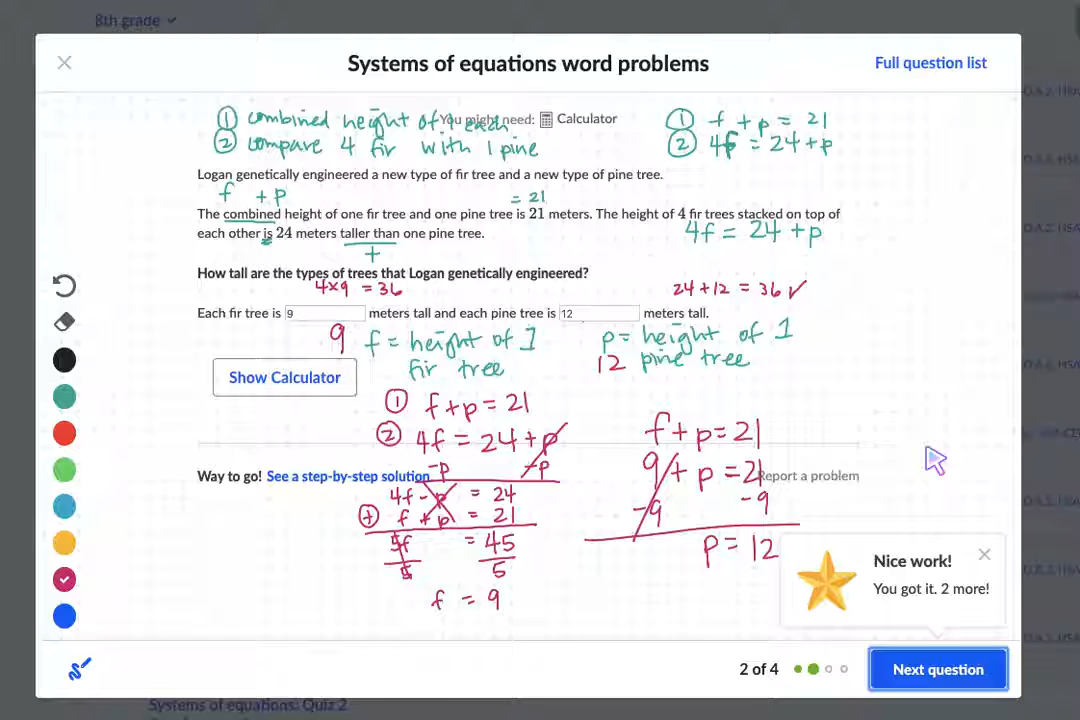 8th grade
Systems of equations word problems
Full question list
① combined height of 1 each
You might need: Calculator
② compare 4 fir with 1 pine
① f + p = 21
② 4f = 24 + p
Logan genetically engineered a new type of fir tree and a new type of pine tree.
f + p = 21
The combined height of one fir tree and one pine tree is 21 meters. The height of 4 fir trees stacked on top of
each other is 24 meters taller than one pine tree.
4f = 24 + p
+
How tall are the types of trees that Logan genetically engineered?
4×9 = 36
24 + 12 = 36 ✓
Each fir tree is 9 meters tall and each pine tree is 12 meters tall.
9 f = height of 1
fir tree
p = height of 1
12 pine tree
Show Calculator
① f + p = 21
② 4f = 24 + p
-p -p
4f - p = 24
⊕ f + p = 21
5f = 45
5 5
f = 9
f + p = 21
9 + p = 21
-9 -9
p = 12
Way to go! See a step-by-step solution
Report a problem
Nice work!
You got it. 2 more!
2 of 4
Next question
Systems of equations: Quiz 2